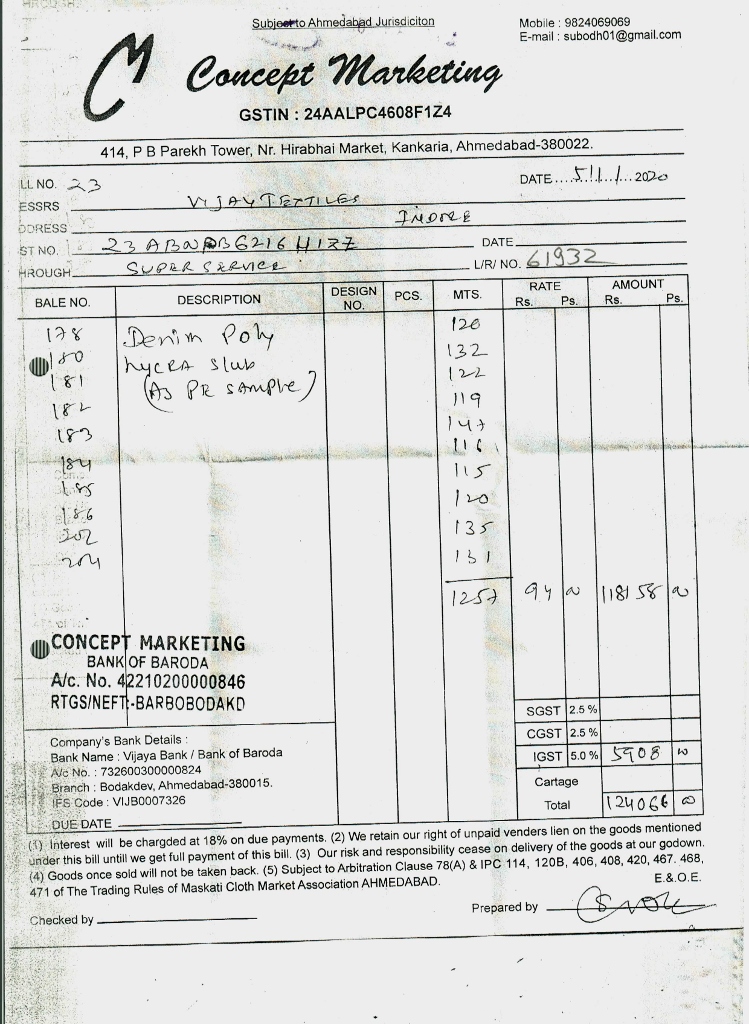 Subject to Ahmedabad Jurisdiciton
Mobile : 9824069069
E-mail : subodh01@gmail.com
CM Concept Marketing
GSTIN : 24AALPC4608F1Z4
414, P B Parekh Tower, Nr. Hirabhai Market, Kankaria, Ahmedabad-380022.
LL NO. 23 DATE....5/1/....2020
ESSRS VIJAY TEXTILES
DDRESS INDORE
ST NO. DATE
HROUGH SUPER SERVICE L/R/ NO. 61932
BALE NO. DESCRIPTION DESIGN NO. PCS. MTS. RATE Rs. Ps. AMOUNT Rs. Ps.
178 Denim Poly 120
180 Lycra slub 132
181 (As PR SAMPLE) 122
182 119
183 147
184 116
185 115
186 120
202 135
204 131
1257 94 00 118158 00
CONCEPT MARKETING
BANK OF BARODA
A/c. No. 42210200000846
RTGS/NEFT:-BARBOBODAKD
SGST 2.5 %
CGST 2.5 %
IGST 5.0 % 5908 00
Cartage
Total 124066 00
Company's Bank Details :
Bank Name : Vijaya Bank / Bank of Baroda
A/c No. : 732600300000824
Branch : Bodakdev, Ahmedabad-380015.
IFS Code : VIJB0007326
DUE DATE
(1) Interest will be chargded at 18% on due payments. (2) We retain our right of unpaid venders lien on the goods mentioned
under this bill untill we get full payment of this bill. (3) Our risk and responsibility cease on delivery of the goods at our godown.
(4) Goods once sold will not be taken back. (5) Subject to Arbitration Clause 78(A) & IPC 114, 120B, 406, 408, 420, 467. 468,
471 of The Trading Rules of Maskati Cloth Market Association AHMEDABAD. E.&O.E.
Checked by
Prepared by